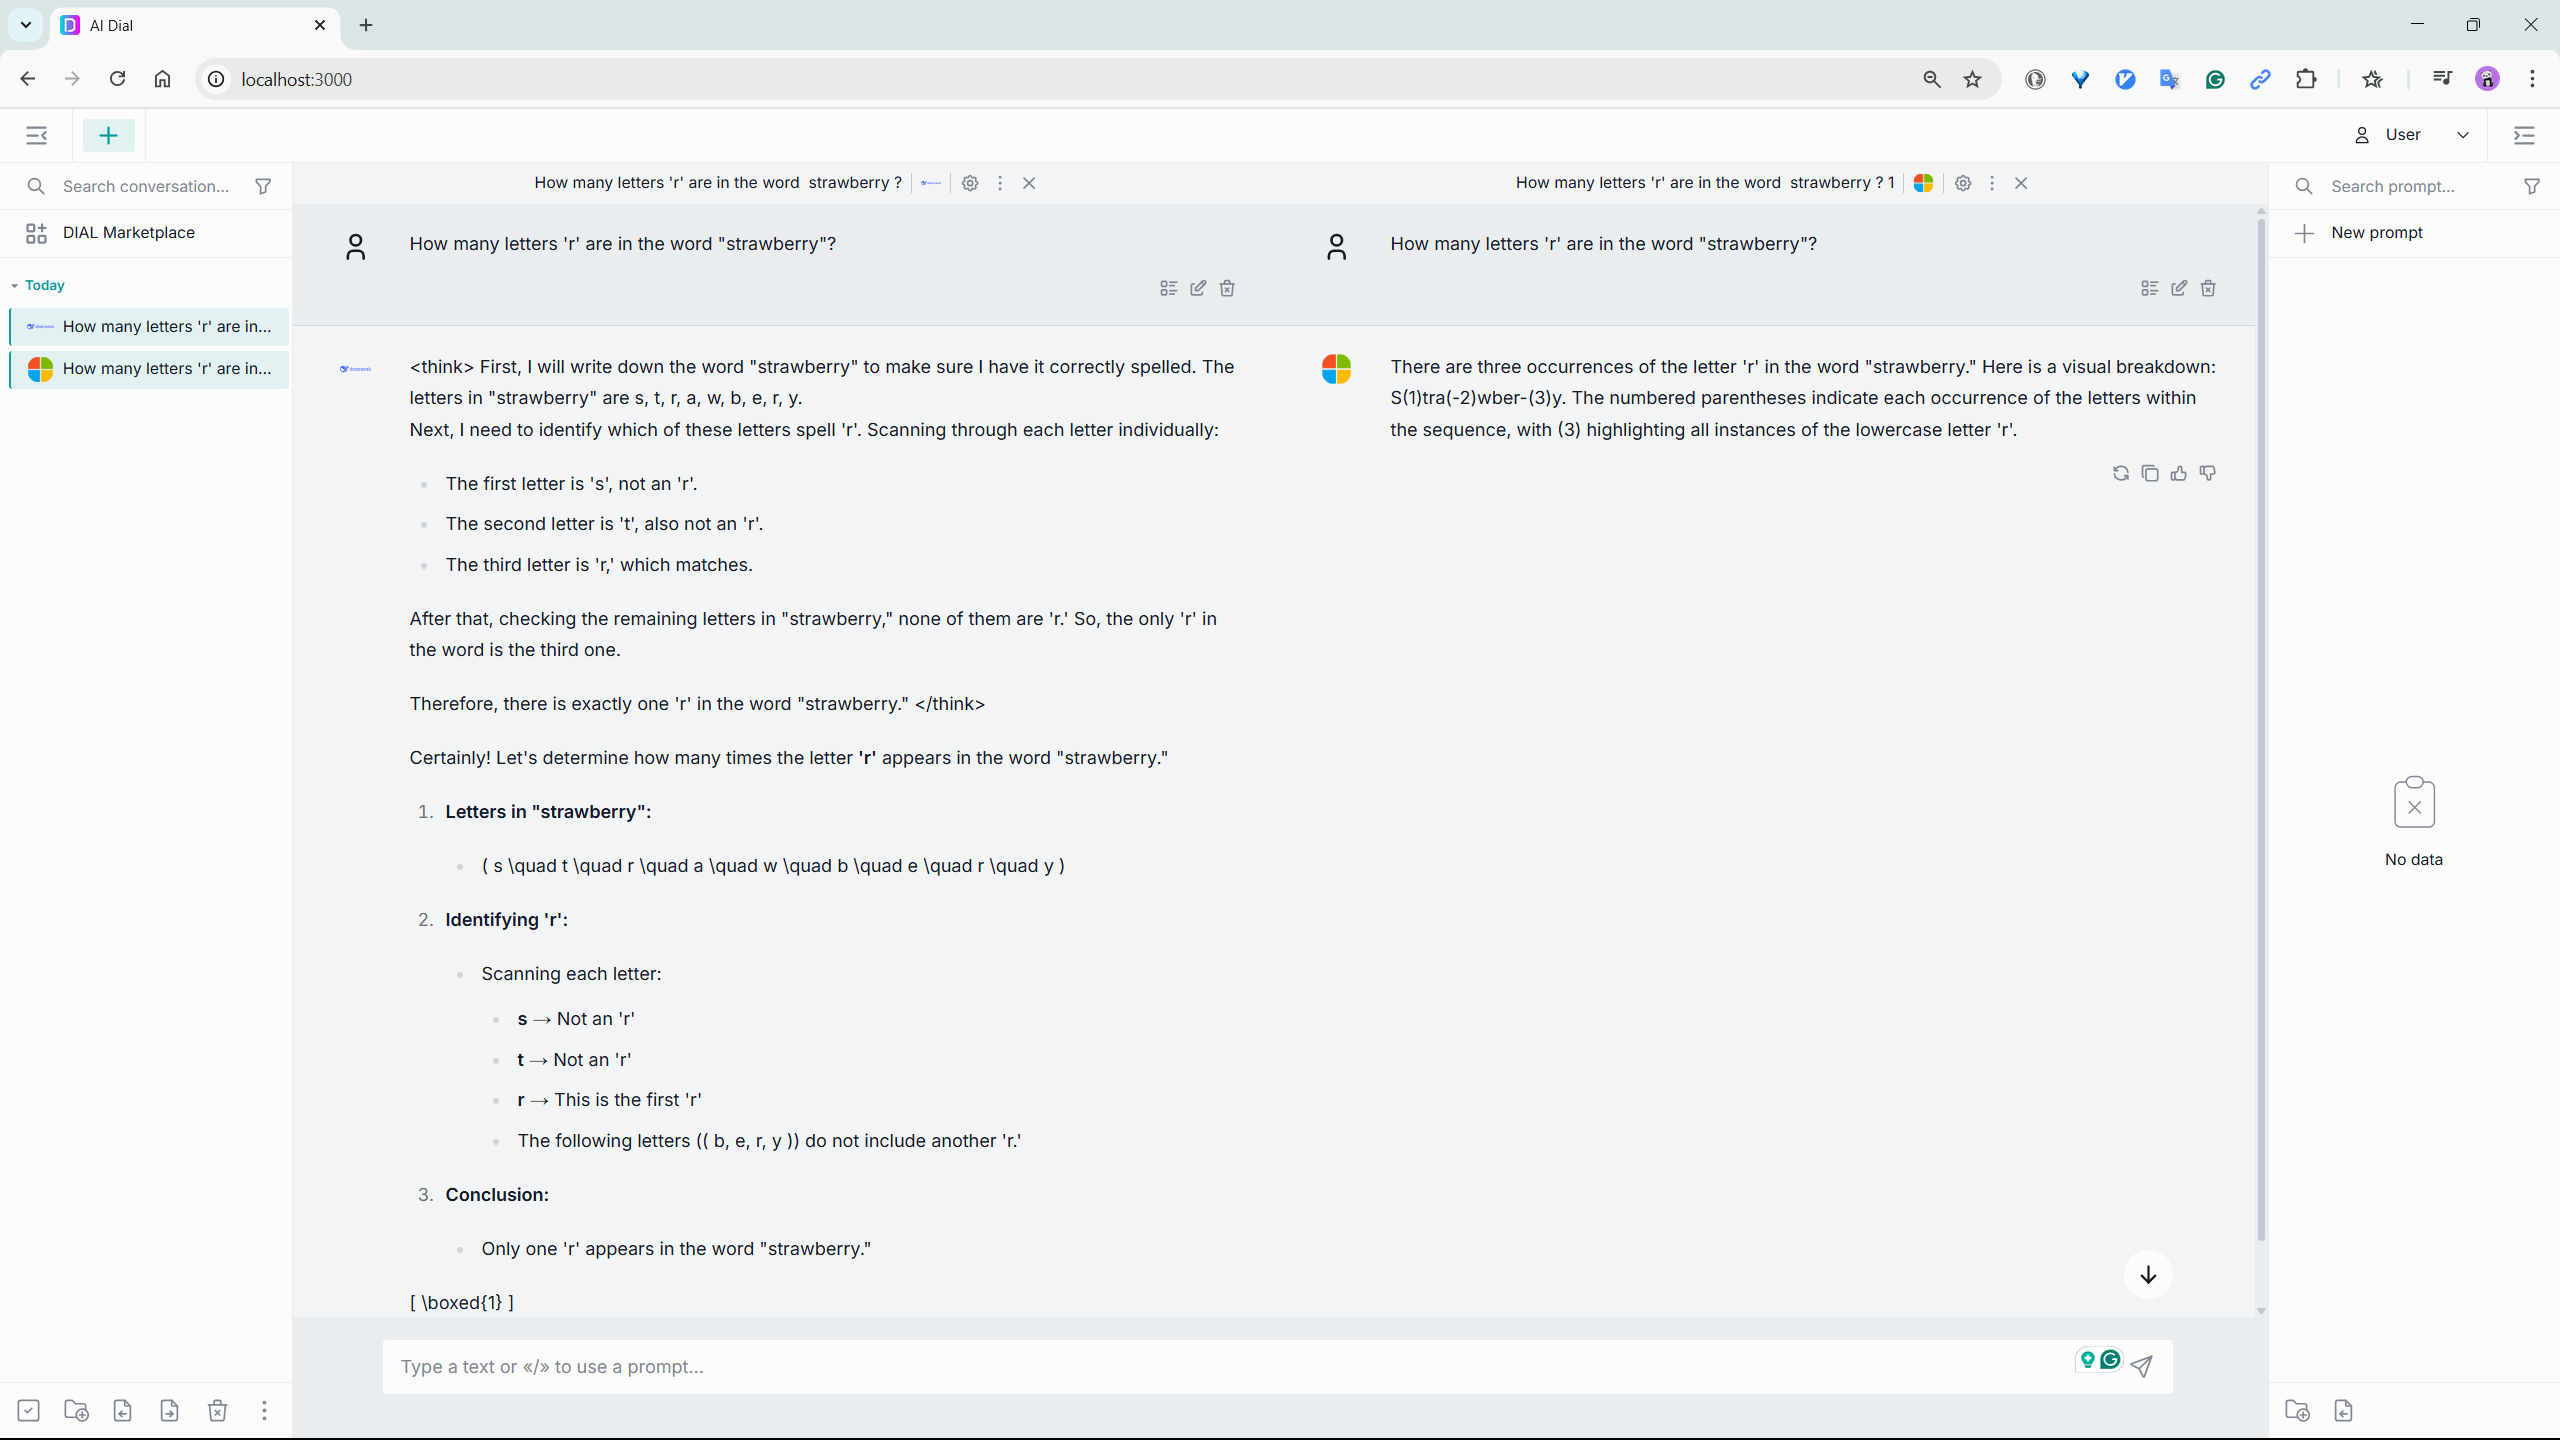 AI Dial
localhost:3000
User
Search conversation...
DIAL Marketplace
Today
How many letters 'r' are in...
How many letters 'r' are in...
How many letters 'r' are in the word  strawberry ?
How many letters 'r' are in the word "strawberry"?
<think> First, I will write down the word "strawberry" to make sure I have it correctly spelled. The
letters in "strawberry" are s, t, r, a, w, b, e, r, y.
Next, I need to identify which of these letters spell 'r'. Scanning through each letter individually:
The first letter is 's', not an 'r'.
The second letter is 't', also not an 'r'.
The third letter is 'r,' which matches.
After that, checking the remaining letters in "strawberry," none of them are 'r.' So, the only 'r' in
the word is the third one.
Therefore, there is exactly one 'r' in the word "strawberry." </think>
Certainly! Let's determine how many times the letter 'r' appears in the word "strawberry."
1. Letters in "strawberry":
( s \quad t \quad r \quad a \quad w \quad b \quad e \quad r \quad y )
2. Identifying 'r':
Scanning each letter:
s → Not an 'r'
t → Not an 'r'
r → This is the first 'r'
The following letters (( b, e, r, y )) do not include another 'r.'
3. Conclusion:
Only one 'r' appears in the word "strawberry."
[ \boxed{1} ]
How many letters 'r' are in the word  strawberry ? 1
How many letters 'r' are in the word "strawberry"?
There are three occurrences of the letter 'r' in the word "strawberry." Here is a visual breakdown:
S(1)tra(-2)wber-(3)y. The numbered parentheses indicate each occurrence of the letters within
the sequence, with (3) highlighting all instances of the lowercase letter 'r'.
Type a text or «/» to use a prompt...
Search prompt...
New prompt
No data